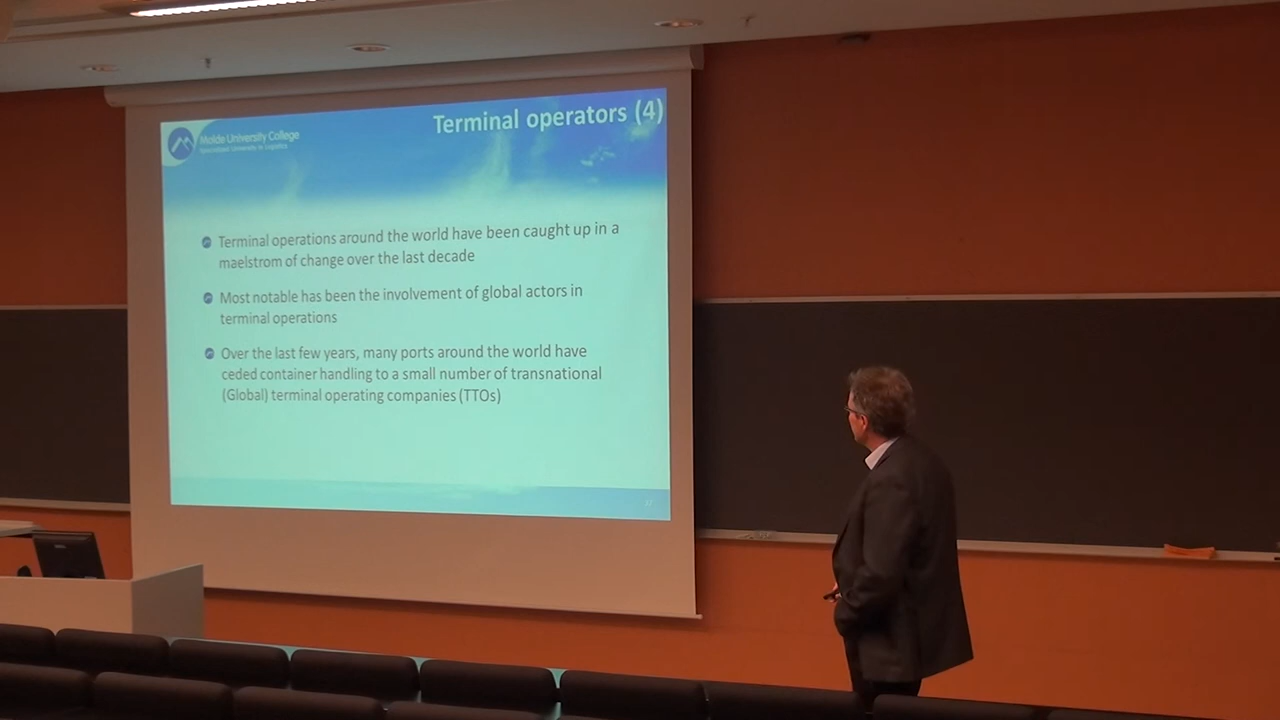 Terminal operators (4)
Molde University College
Specialized University in Logistics
Terminal operations around the world have been caught up in a
maelstrom of change over the last decade
Most notable has been the involvement of global actors in
terminal operations
Over the last few years, many ports around the world have
ceded container handling to a small number of transnational
(Global) terminal operating companies (TTOs)